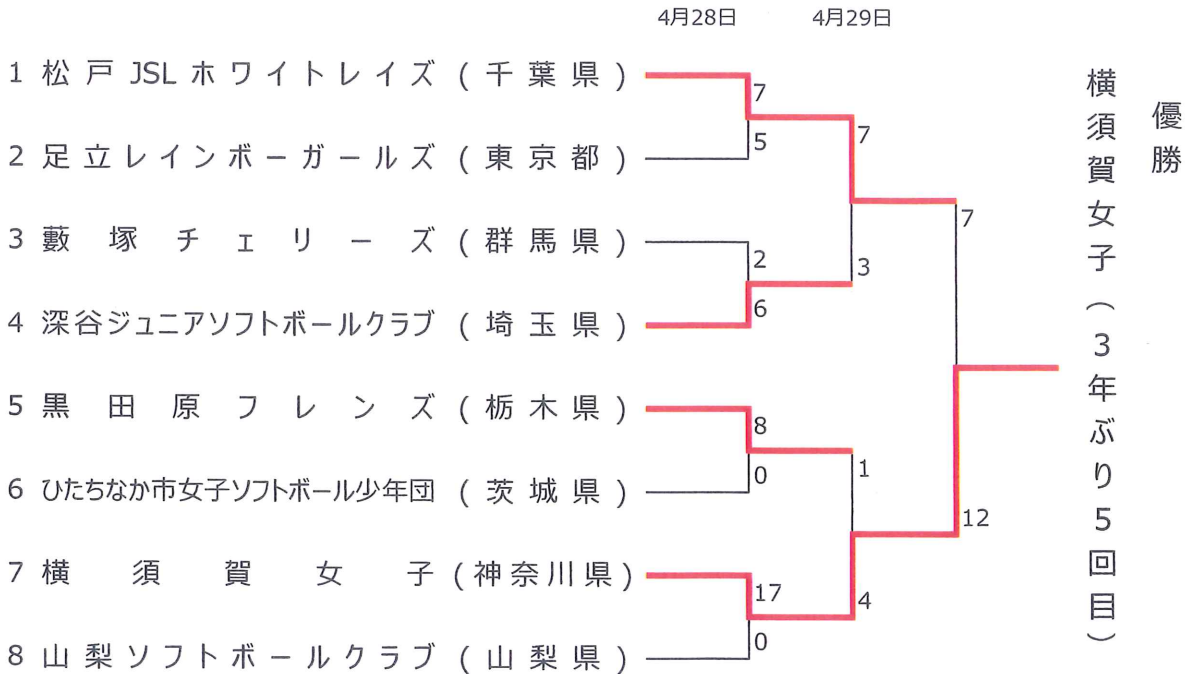 4月28日 4月29日
1 松戸JSLホワイトレイズ (千葉県)
7
5
2 足立レインボーガールズ (東京都)
7
3 藪塚チェリーズ (群馬県)
2
6
3
4 深谷ジュニアソフトボールクラブ (埼玉県)
7
5 黒田原フレンズ (栃木県)
8
0
1
6 ひたちなか市女子ソフトボール少年団 (茨城県)
12
7 横須賀女子 (神奈川県)
17
0
4
8 山梨ソフトボールクラブ (山梨県)
優勝
横須賀女子(3年ぶり5回目)